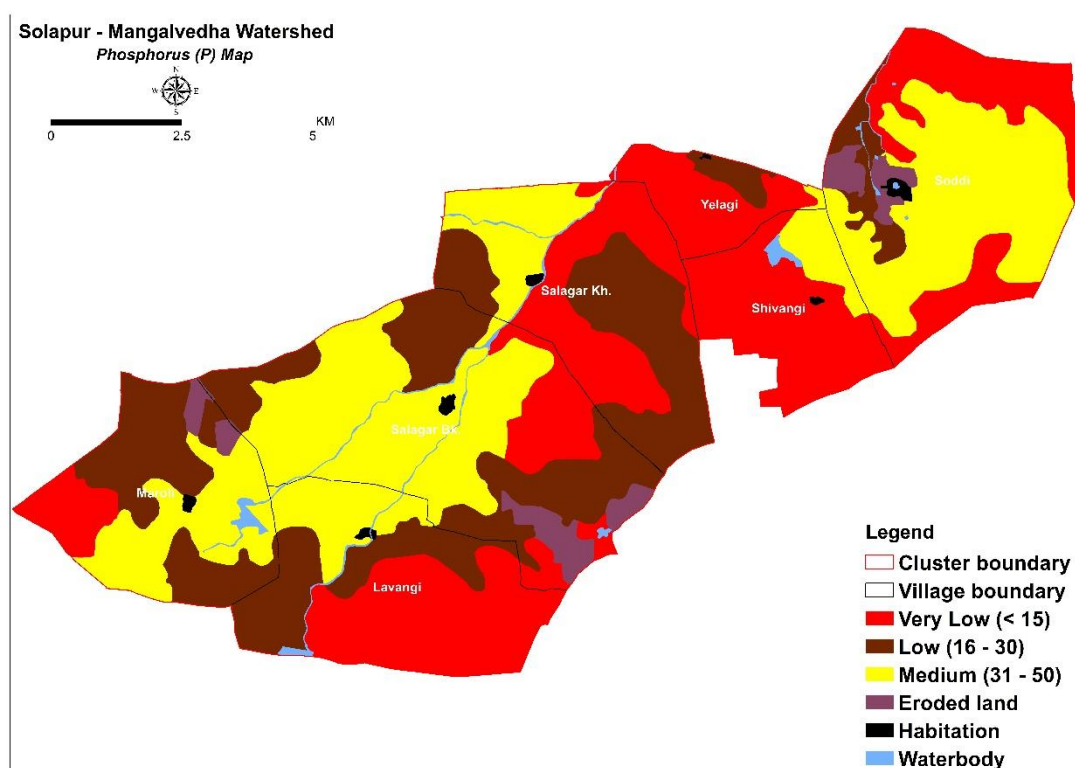 Solapur - Mangalvedha Watershed
Phosphorus (P) Map
N
W E
S
KM
0 2.5 5
Soddi
Yelagi
Salagar Kh.
Shivangi
Salagar Bk.
Maroli
Lavangi
Legend
Cluster boundary
Village boundary
Very Low (< 15)
Low (16 - 30)
Medium (31 - 50)
Eroded land
Habitation
Waterbody